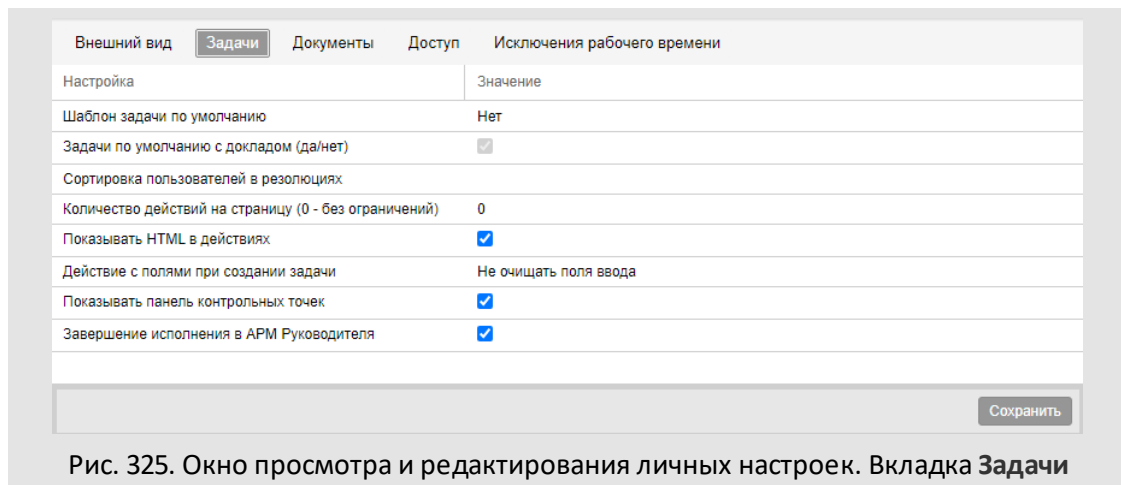 Внешний вид Задачи Документы Доступ Исключения рабочего времени
Настройка Значение
Шаблон задачи по умолчанию Нет
Задачи по умолчанию с докладом (да/нет)
Сортировка пользователей в резолюциях
Количество действий на страницу (0 - без ограничений) 0
Показывать HTML в действиях
Действие с полями при создании задачи Не очищать поля ввода
Показывать панель контрольных точек
Завершение исполнения в АРМ Руководителя
Сохранить
Рис. 325. Окно просмотра и редактирования личных настроек. Вкладка Задачи